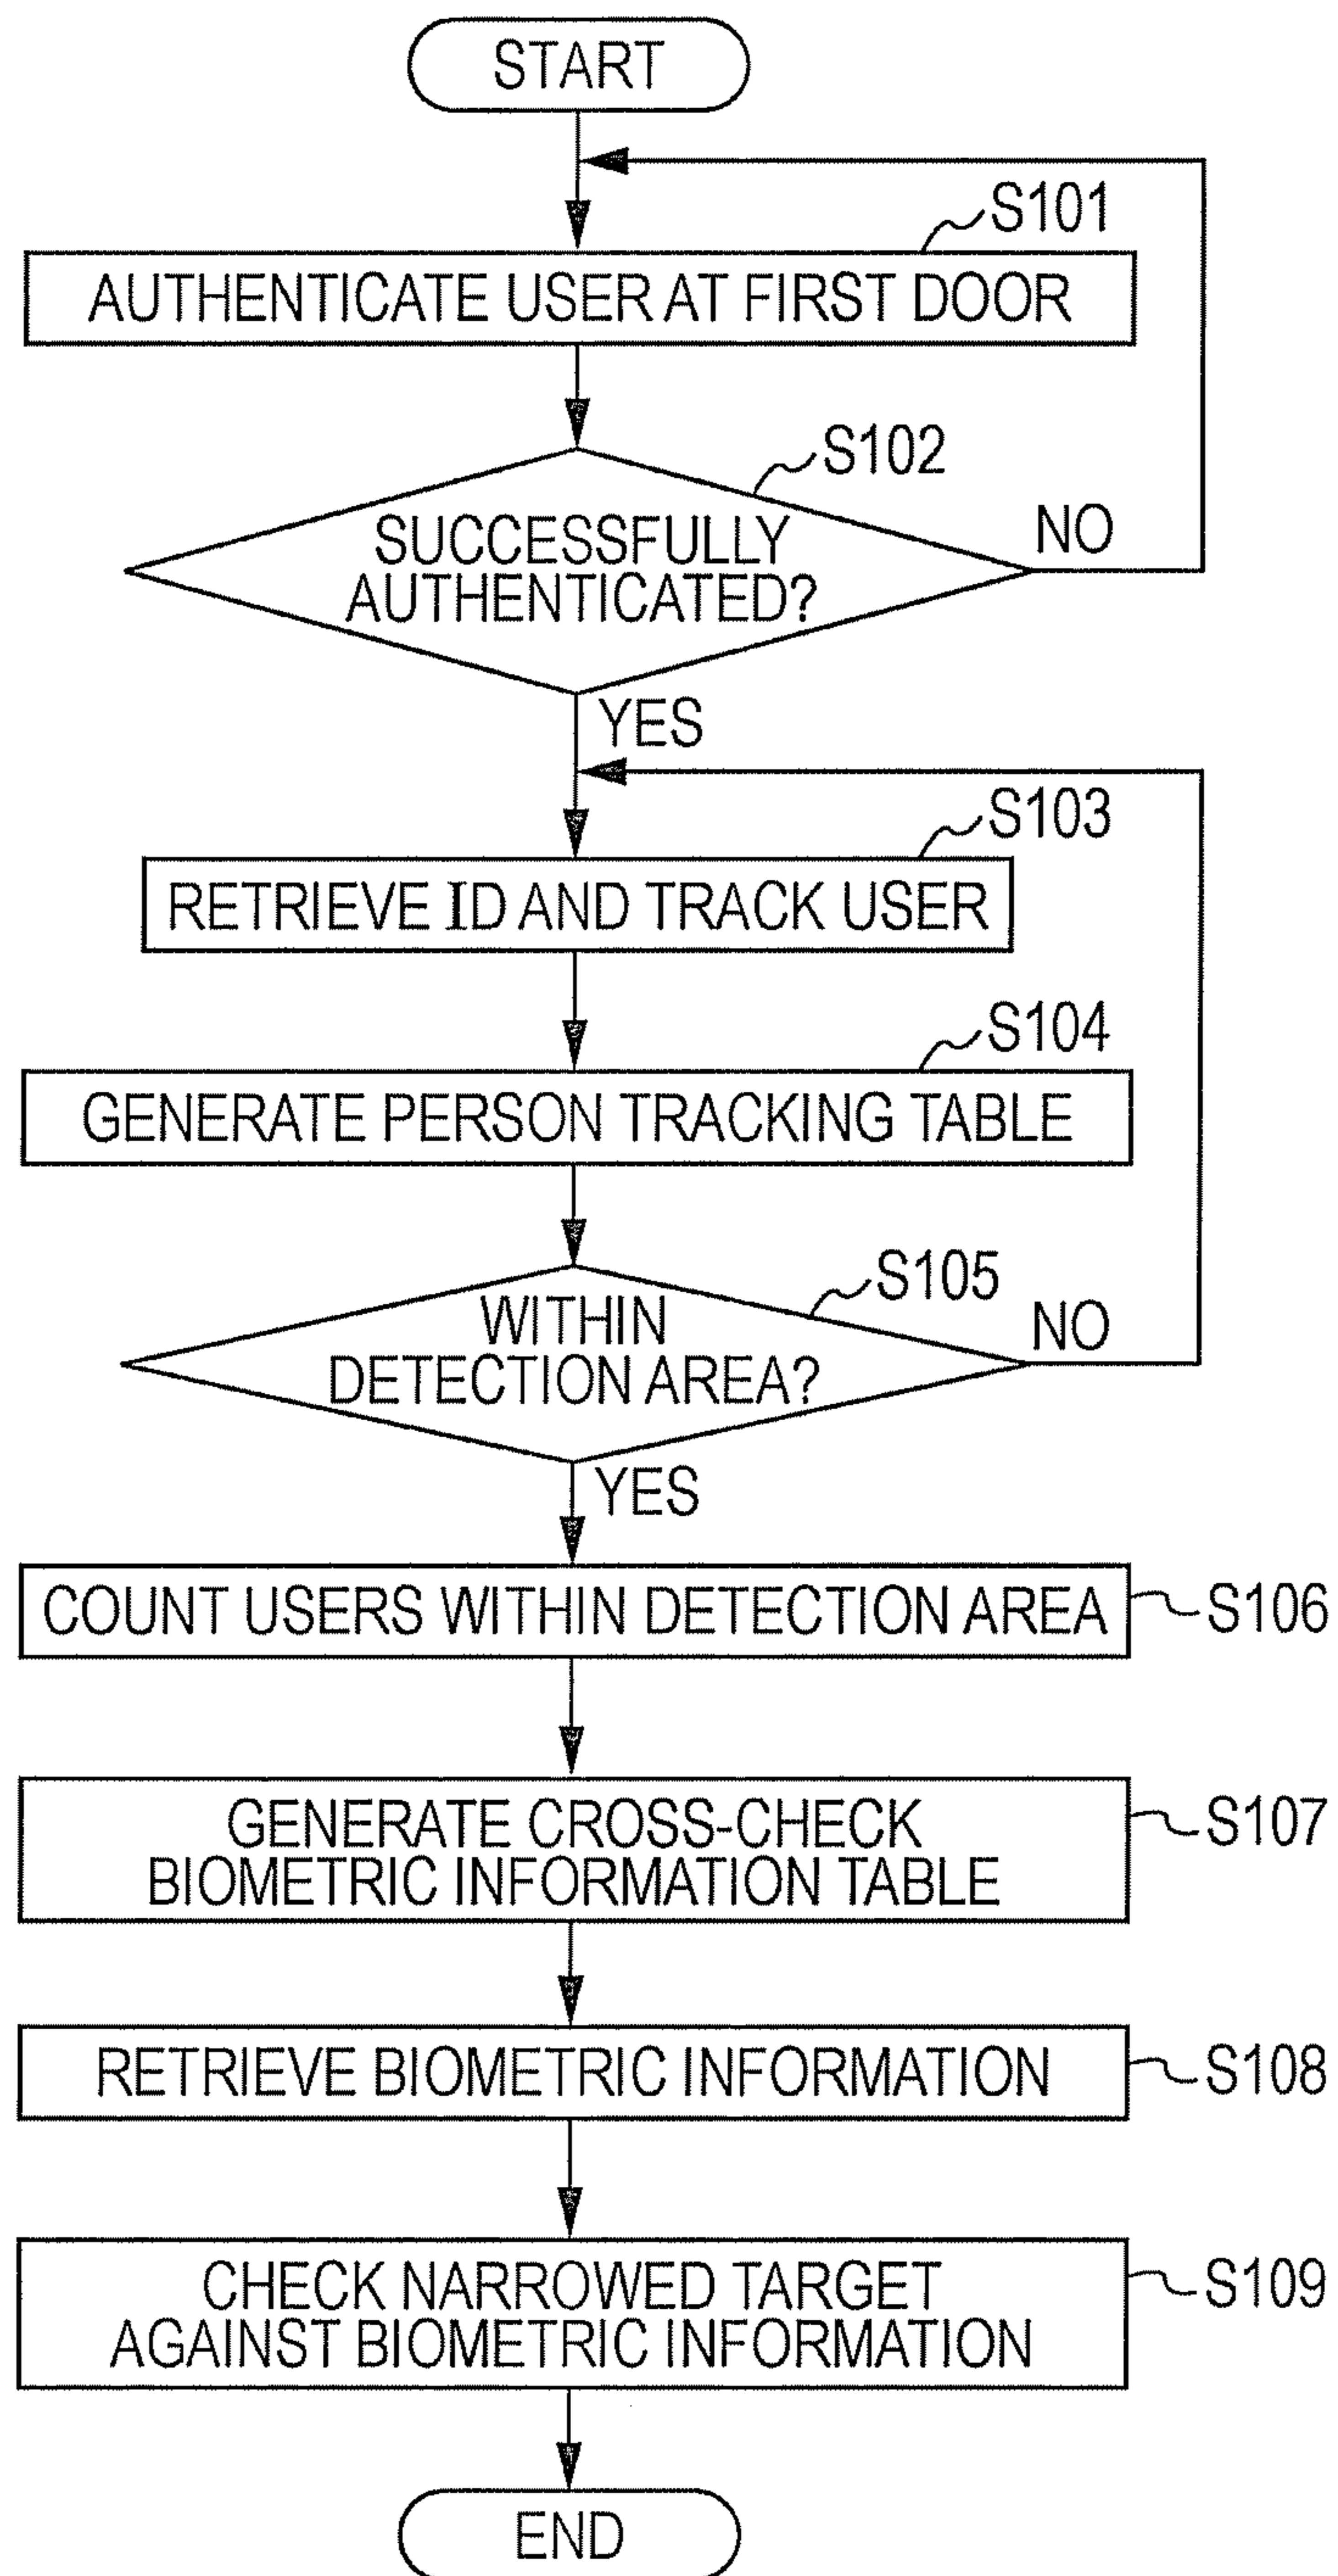 START
S101
AUTHENTICATE USER AT FIRST DOOR
S102
SUCCESSFULLY
AUTHENTICATED?
NO
YES
S103
RETRIEVE ID AND TRACK USER
S104
GENERATE PERSON TRACKING TABLE
S105
WITHIN
DETECTION AREA?
NO
YES
COUNT USERS WITHIN DETECTION AREA
S106
GENERATE CROSS-CHECK
BIOMETRIC INFORMATION TABLE
S107
RETRIEVE BIOMETRIC INFORMATION
S108
CHECK NARROWED TARGET
AGAINST BIOMETRIC INFORMATION
S109
END